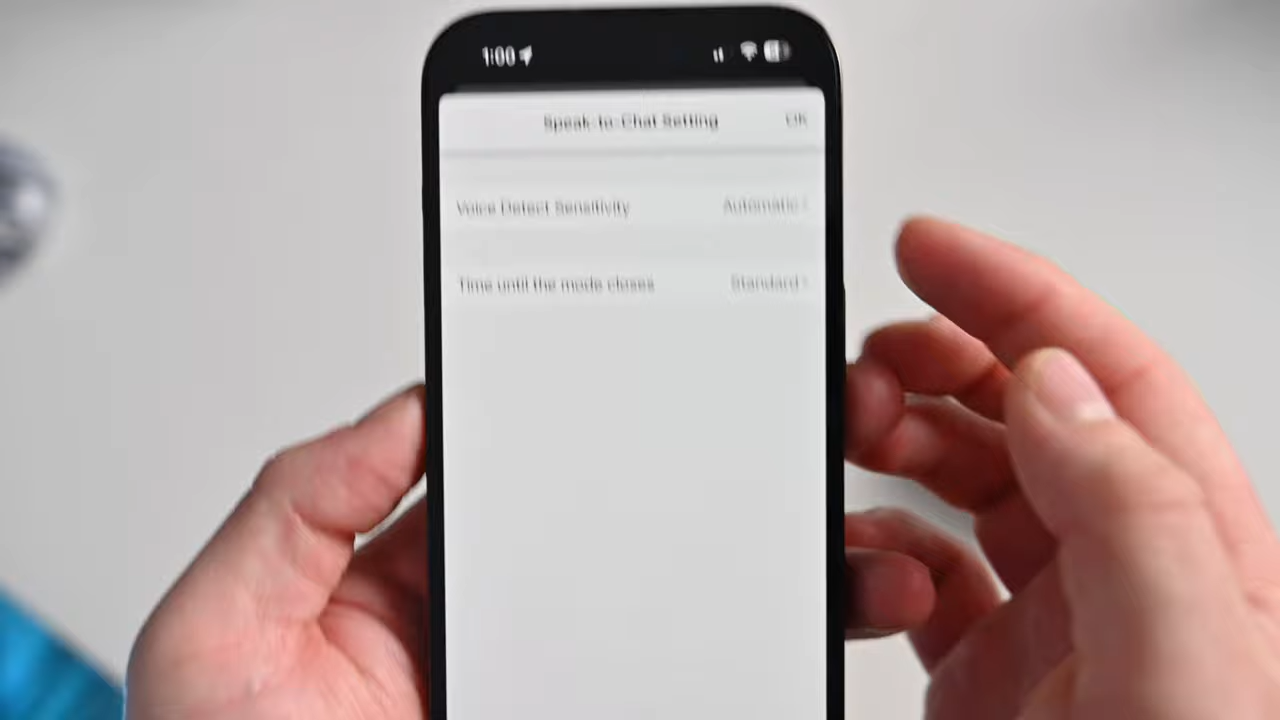 1:00
Speak-to-Chat Setting OK
Voice Detect Sensitivity Automatic ›
Time until the mode closes Standard ›